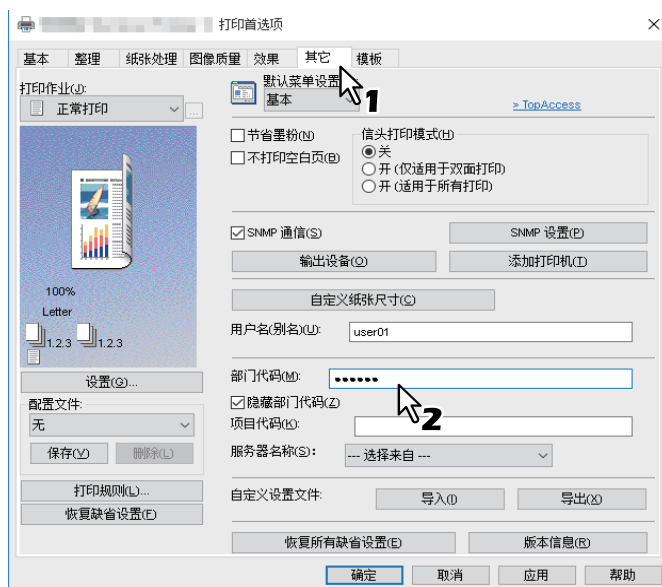 打印首选项
基本 整理 纸张处理 图像质量 效果 其它 模板
打印作业(J):
正常打印
...
100%
Letter
1.2.3 1.2.3
设置(G)...
配置文件:
无
保存(V) 删除(L)
打印规则(L)...
恢复缺省设置(F)
默认菜单设置
基本
1
> TopAccess
节省墨粉(N)
不打印空白页(B)
信头打印模式(H)
关
开 (仅适用于双面打印)
开 (适用于所有打印)
SNMP 通信(S) SNMP 设置(P)
输出设备(O) 添加打印机(T)
自定义纸张尺寸(C)
用户名(别名)(U): user01
部门代码(M): ••••••
隐藏部门代码(Z)
2
项目代码(K):
服务器名称(S): --- 选择来自 ---
自定义设置文件: 导入(I) 导出(X)
恢复所有缺省设置(E) 版本信息(R)
确定 取消 应用 帮助